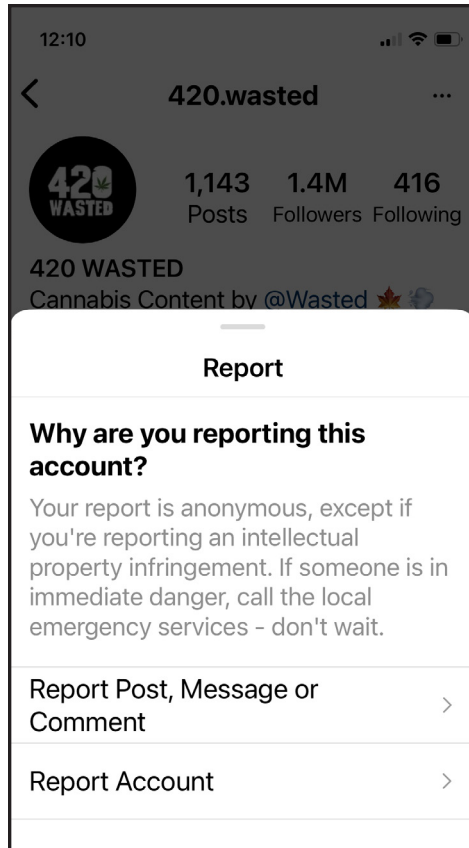 12:10
420.wasted
420
WASTED
1,143 1.4M 416
Posts Followers Following
420 WASTED
Cannabis Content by @Wasted 🍁💨
Report
Why are you reporting this
account?
Your report is anonymous, except if
you're reporting an intellectual
property infringement. If someone is in
immediate danger, call the local
emergency services - don't wait.
Report Post, Message or
Comment
Report Account